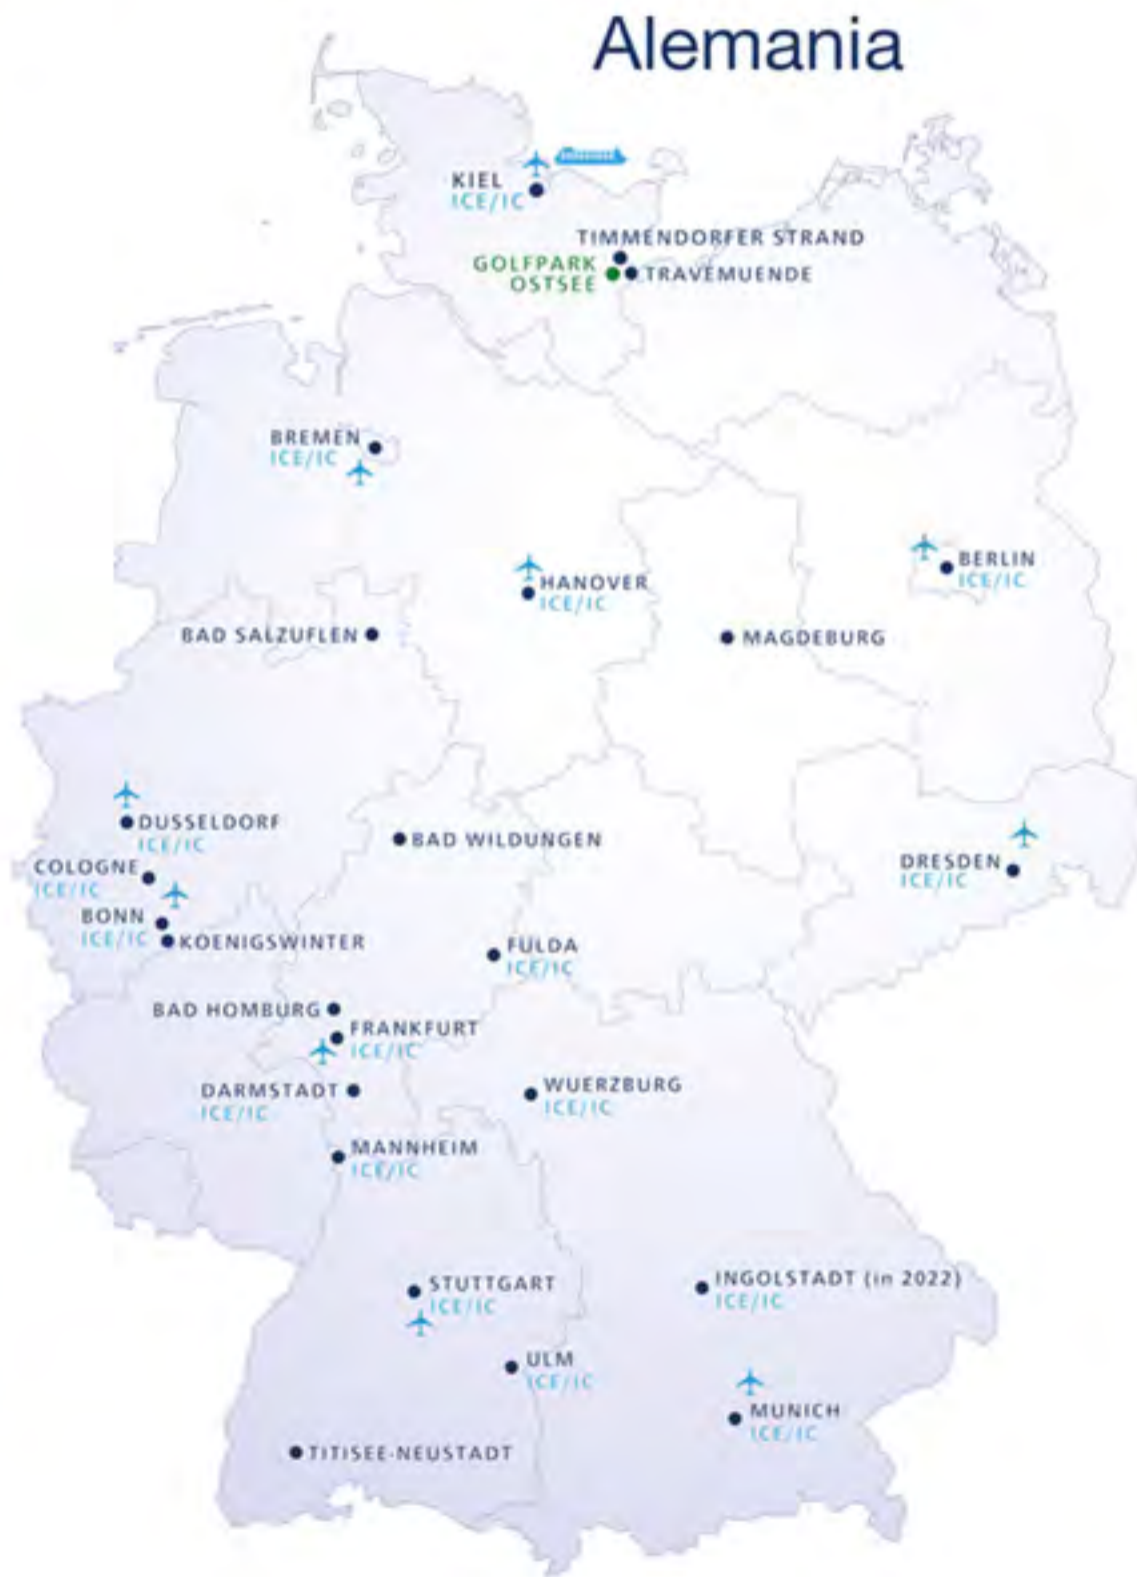 Alemania
KIEL
ICE/IC
TIMMENDORFER STRAND
GOLFPARK
OSTSEE
TRAVEMUENDE
BREMEN
ICE/IC
HANOVER
ICE/IC
BERLIN
ICE/IC
BAD SALZUFLEN
MAGDEBURG
DUSSELDORF
ICE/IC
BAD WILDUNGEN
COLOGNE
ICE/IC
DRESDEN
ICE/IC
BONN
ICE/IC
KOENIGSWINTER
FULDA
ICE/IC
BAD HOMBURG
FRANKFURT
ICE/IC
DARMSTADT
ICE/IC
WUERZBURG
ICE/IC
MANNHEIM
ICE/IC
STUTTGART
ICE/IC
INGOLSTADT (in 2022)
ICE/IC
ULM
ICE/IC
MUNICH
ICE/IC
TITISEE-NEUSTADT